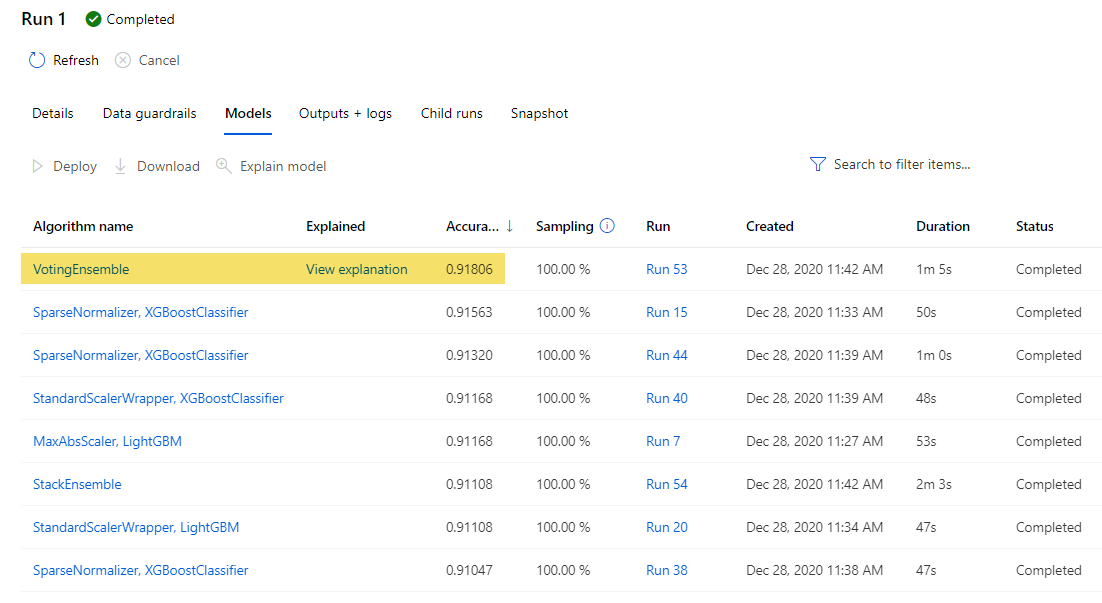 Run 1 Completed
Refresh Cancel
Details Data guardrails Models Outputs + logs Child runs Snapshot
Deploy Download Explain model Search to filter items...
Algorithm name Explained Accura... ↓ Sampling Run Created Duration Status
VotingEnsemble View explanation 0.91806 100.00 % Run 53 Dec 28, 2020 11:42 AM 1m 5s Completed
SparseNormalizer, XGBoostClassifier 0.91563 100.00 % Run 15 Dec 28, 2020 11:33 AM 50s Completed
SparseNormalizer, XGBoostClassifier 0.91320 100.00 % Run 44 Dec 28, 2020 11:39 AM 1m 0s Completed
StandardScalerWrapper, XGBoostClassifier 0.91168 100.00 % Run 40 Dec 28, 2020 11:39 AM 48s Completed
MaxAbsScaler, LightGBM 0.91168 100.00 % Run 7 Dec 28, 2020 11:27 AM 53s Completed
StackEnsemble 0.91108 100.00 % Run 54 Dec 28, 2020 11:42 AM 2m 3s Completed
StandardScalerWrapper, LightGBM 0.91108 100.00 % Run 20 Dec 28, 2020 11:34 AM 47s Completed
SparseNormalizer, XGBoostClassifier 0.91047 100.00 % Run 38 Dec 28, 2020 11:38 AM 47s Completed